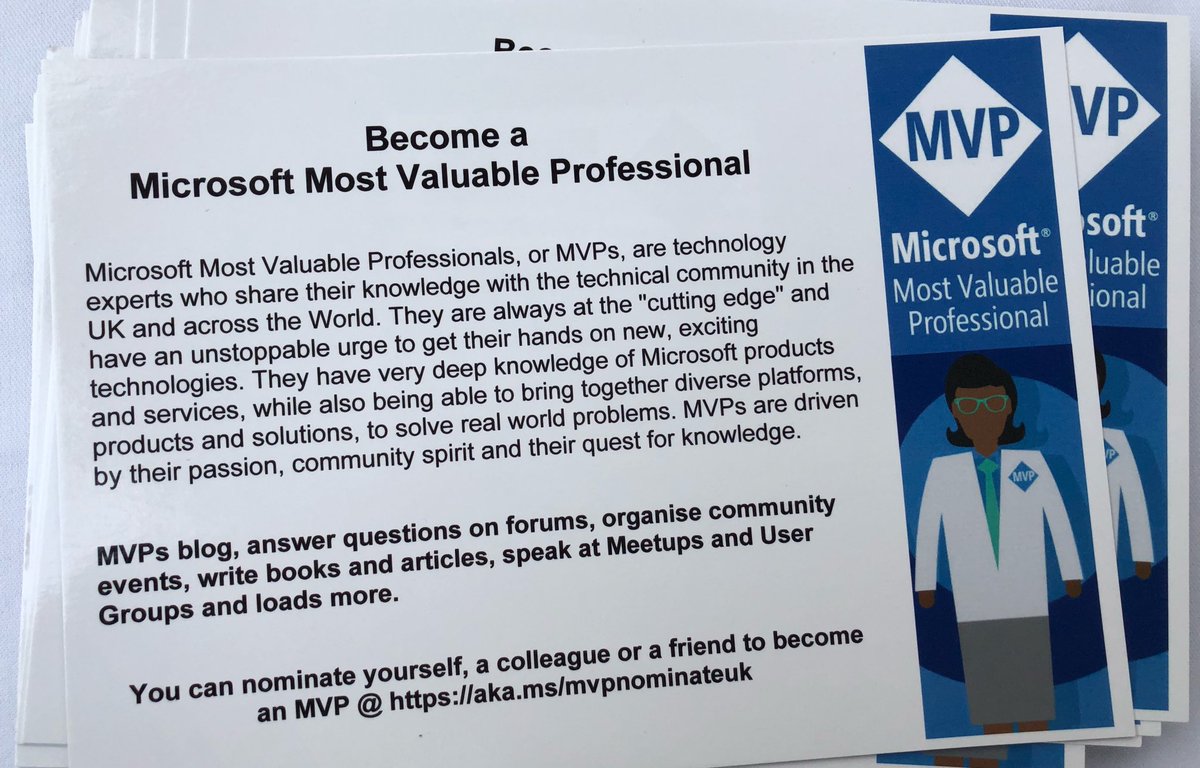 Become a
Microsoft Most Valuable Professional
Microsoft Most Valuable Professionals, or MVPs, are technology
experts who share their knowledge with the technical community in the
UK and across the World. They are always at the "cutting edge" and
have an unstoppable urge to get their hands on new, exciting
technologies. They have very deep knowledge of Microsoft products
and services, while also being able to bring together diverse platforms,
products and solutions, to solve real world problems. MVPs are driven
by their passion, community spirit and their quest for knowledge.
MVPs blog, answer questions on forums, organise community
events, write books and articles, speak at Meetups and User
Groups and loads more.
You can nominate yourself, a colleague or a friend to become
an MVP @ https://aka.ms/mvpnominateuk
MVP
Microsoft®
Most Valuable
Professional
MVP
VP
soft®
luable
ional